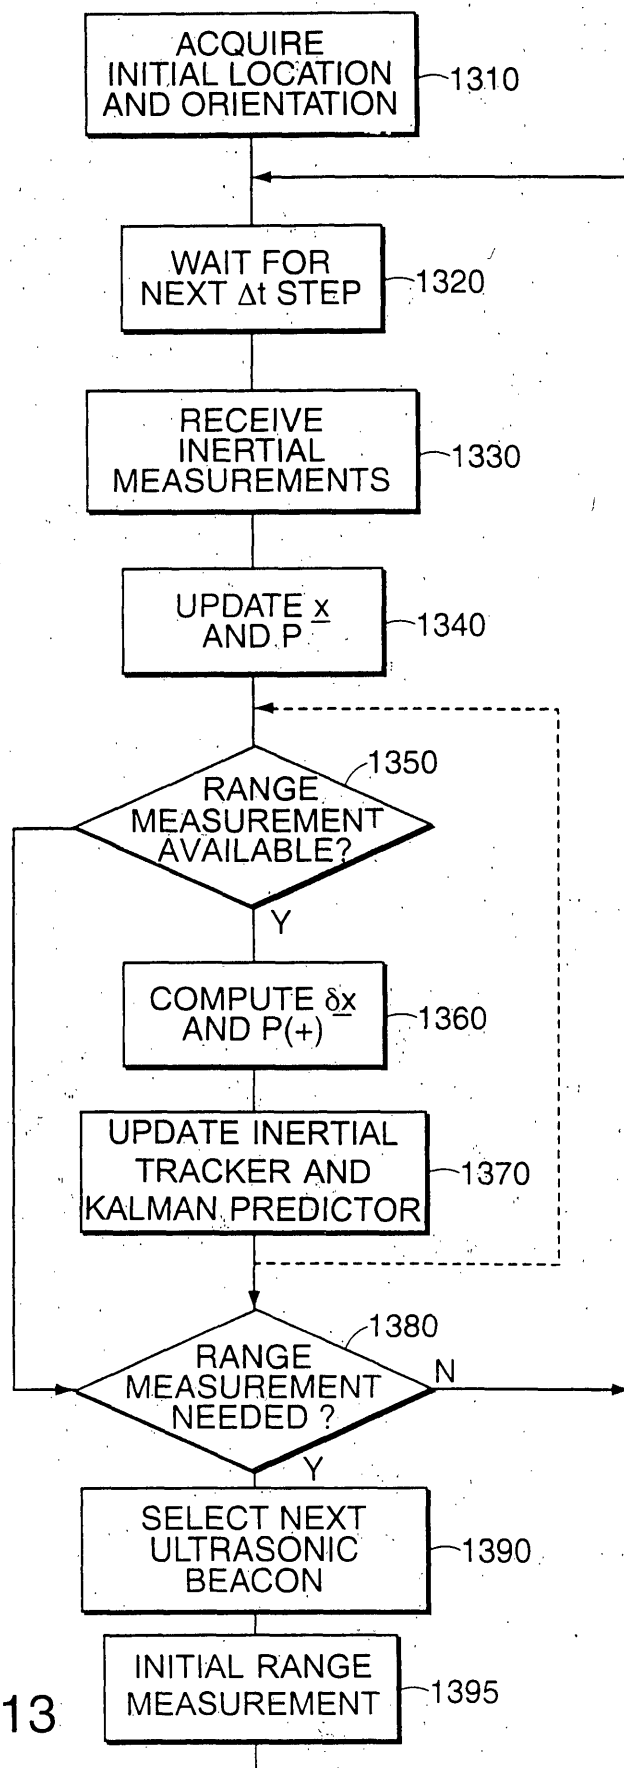 ACQUIRE
INITIAL LOCATION
AND ORIENTATION
1310
WAIT FOR
NEXT Δt STEP
1320
RECEIVE
INERTIAL
MEASUREMENTS
1330
UPDATE x
AND P
1340
1350
RANGE
MEASUREMENT
AVAILABLE?
Y
COMPUTE δx
AND P(+)
1360
UPDATE INERTIAL
TRACKER AND
KALMAN PREDICTOR
1370
1380
RANGE
MEASUREMENT
NEEDED ?
N
Y
SELECT NEXT
ULTRASONIC
BEACON
1390
INITIAL RANGE
MEASUREMENT
1395
13